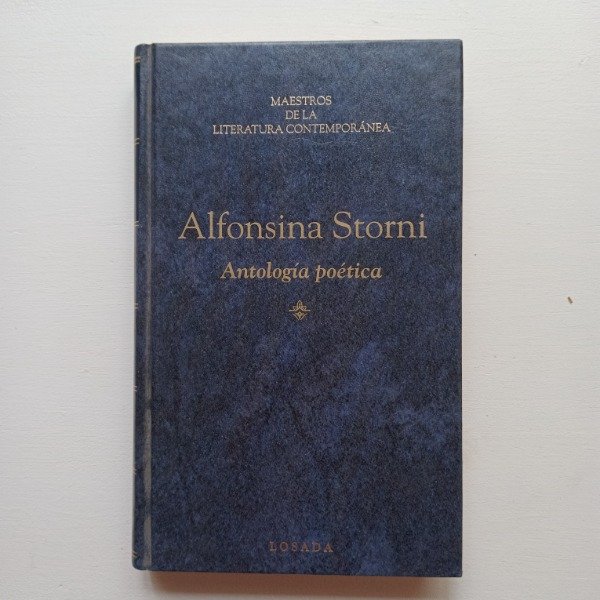 MAESTROS
DE LA
LITERATURA CONTEMPORÁNEA
Alfonsina Storni
Antología poética
LOSADA